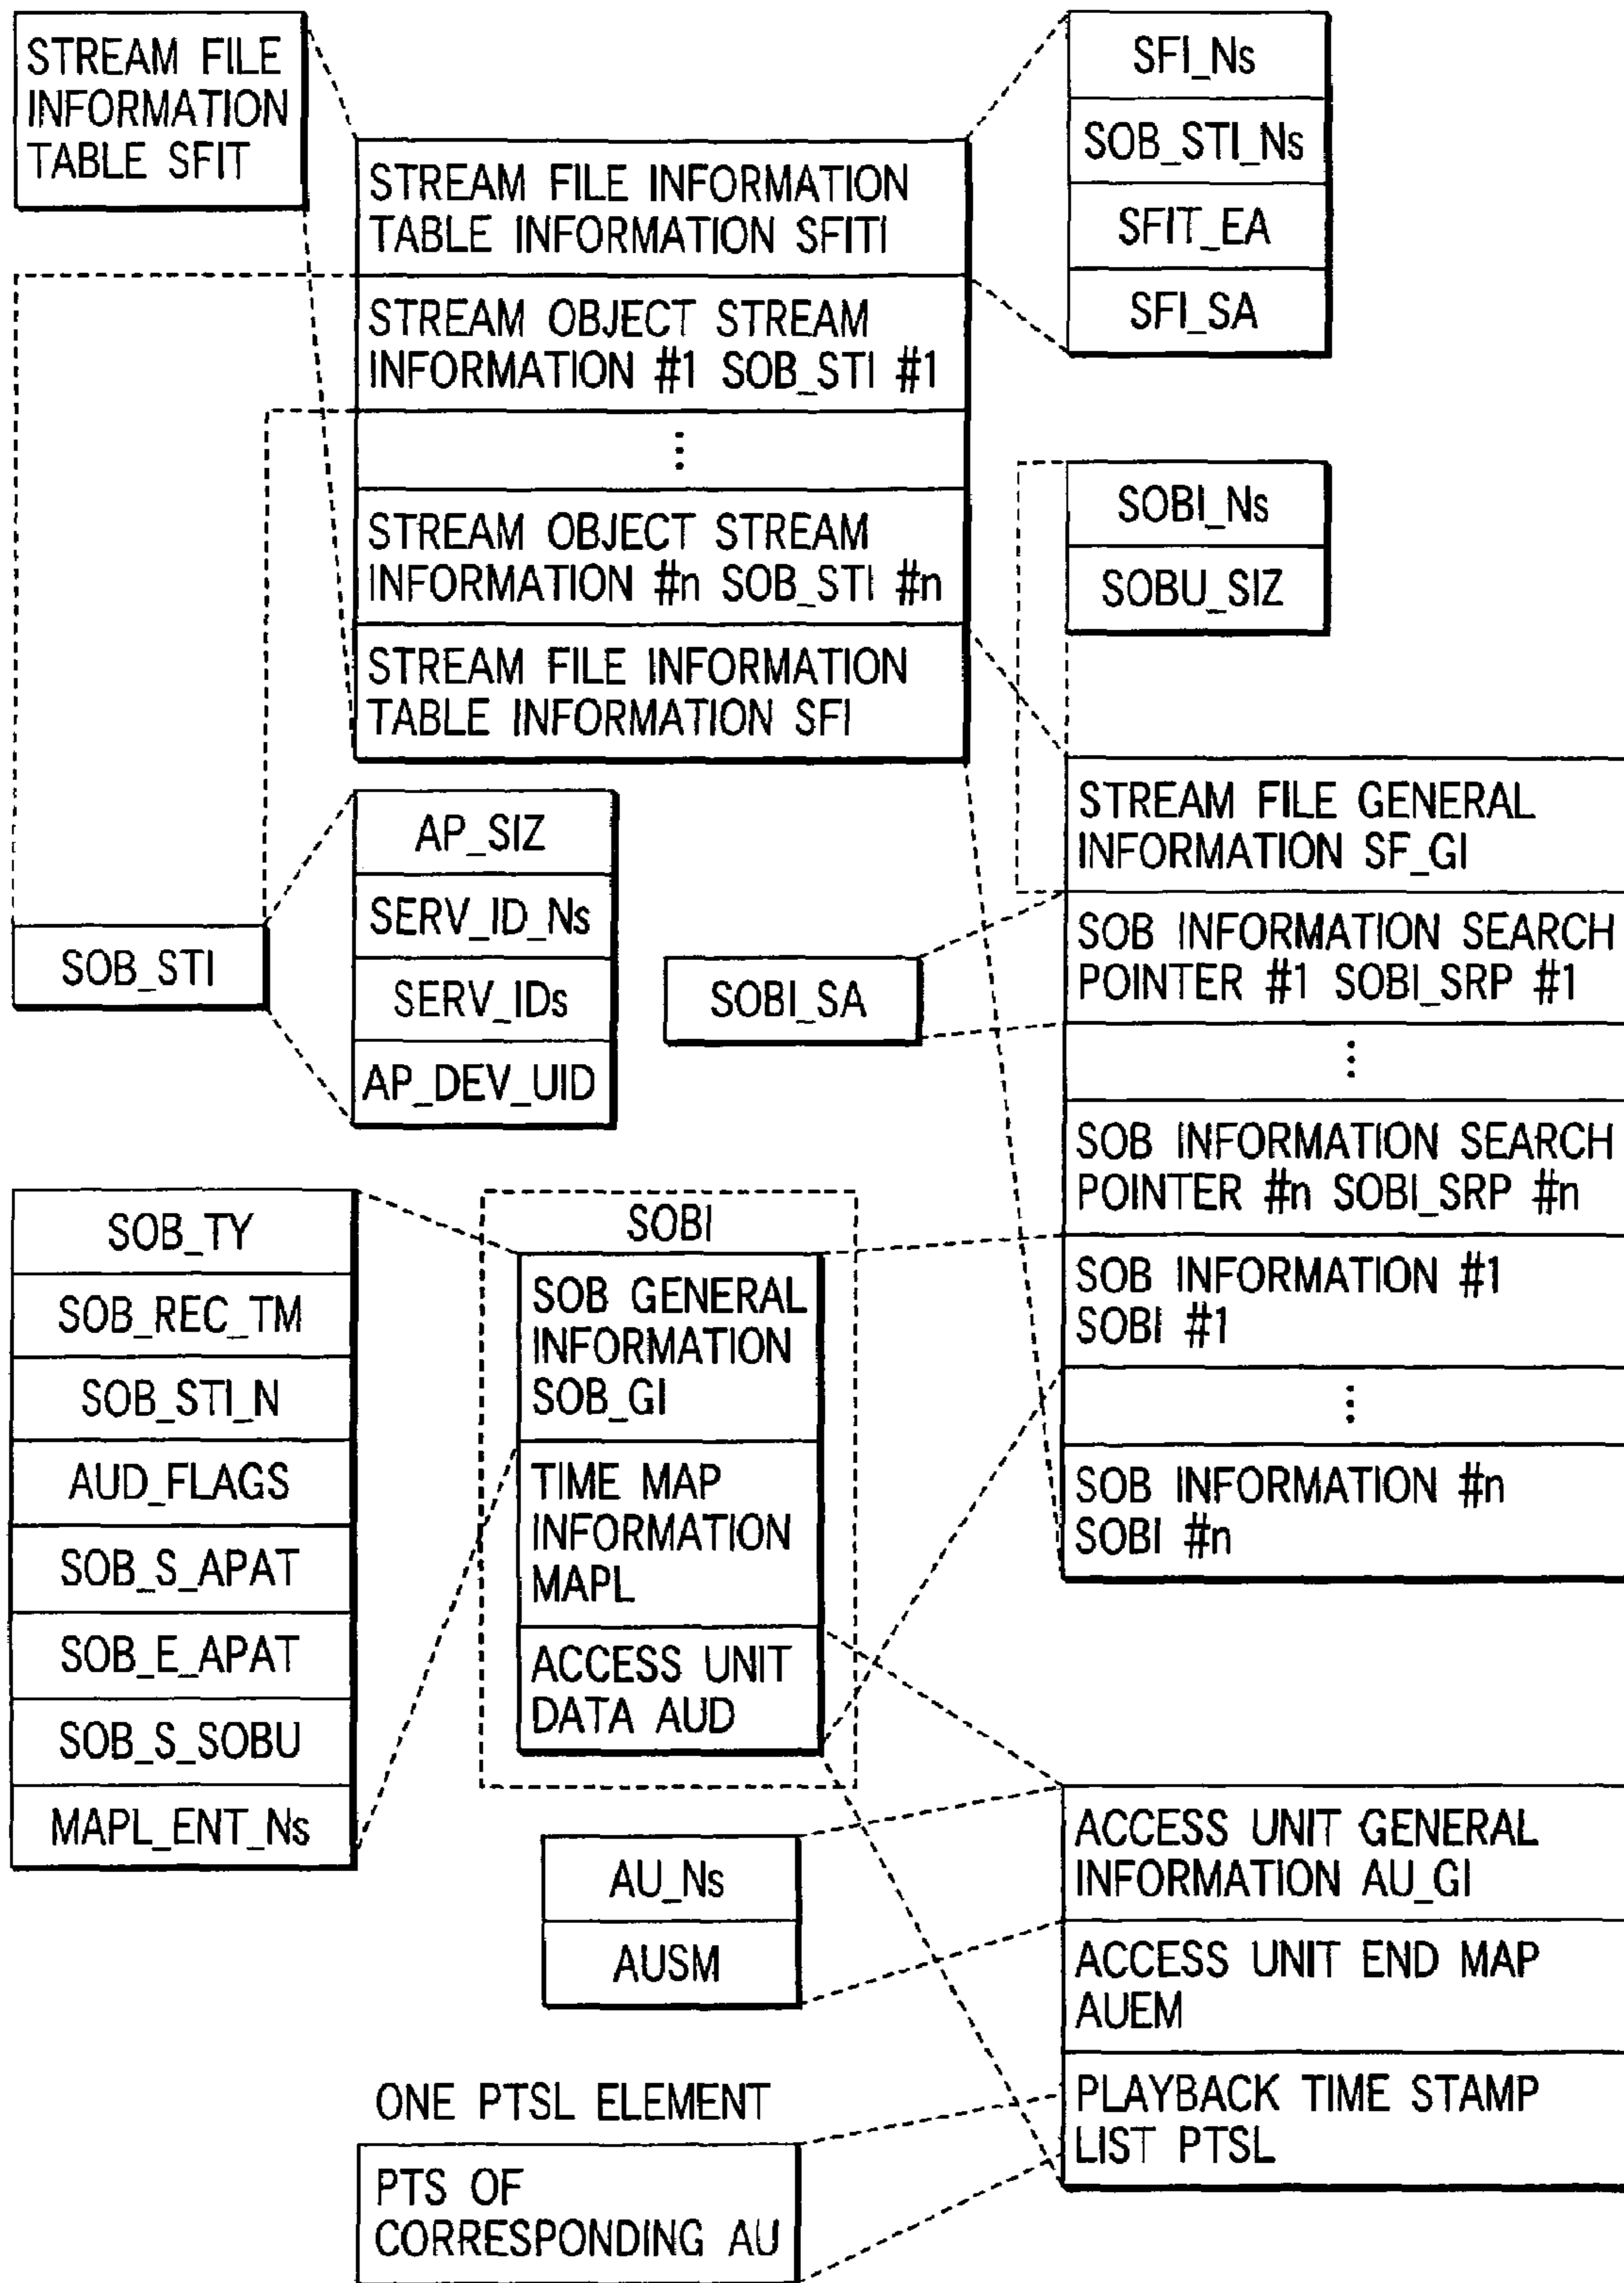 STREAM FILE
INFORMATION
TABLE SFIT
STREAM FILE INFORMATION
TABLE INFORMATION SFITI
STREAM OBJECT STREAM
INFORMATION #1 SOB_STI #1
⋮
STREAM OBJECT STREAM
INFORMATION #n SOB_STI #n
STREAM FILE INFORMATION
TABLE INFORMATION SFI
SFI_Ns
SOB_STI_Ns
SFIT_EA
SFI_SA
SOBI_Ns
SOBU_SIZ
SOB_STI
AP_SIZ
SERV_ID_Ns
SERV_IDs
AP_DEV_UID
SOBI_SA
STREAM FILE GENERAL
INFORMATION SF_GI
SOB INFORMATION SEARCH
POINTER #1 SOBI_SRP #1
⋮
SOB INFORMATION SEARCH
POINTER #n SOBI_SRP #n
SOB INFORMATION #1
SOBI #1
⋮
SOB INFORMATION #n
SOBI #n
SOB_TY
SOB_REC_TM
SOB_STI_N
AUD_FLAGS
SOB_S_APAT
SOB_E_APAT
SOB_S_SOBU
MAPL_ENT_Ns
SOBI
SOB GENERAL
INFORMATION
SOB_GI
TIME MAP
INFORMATION
MAPL
ACCESS UNIT
DATA AUD
AU_Ns
AUSM
ACCESS UNIT GENERAL
INFORMATION AU_GI
ACCESS UNIT END MAP
AUEM
PLAYBACK TIME STAMP
LIST PTSL
ONE PTSL ELEMENT
PTS OF
CORRESPONDING AU